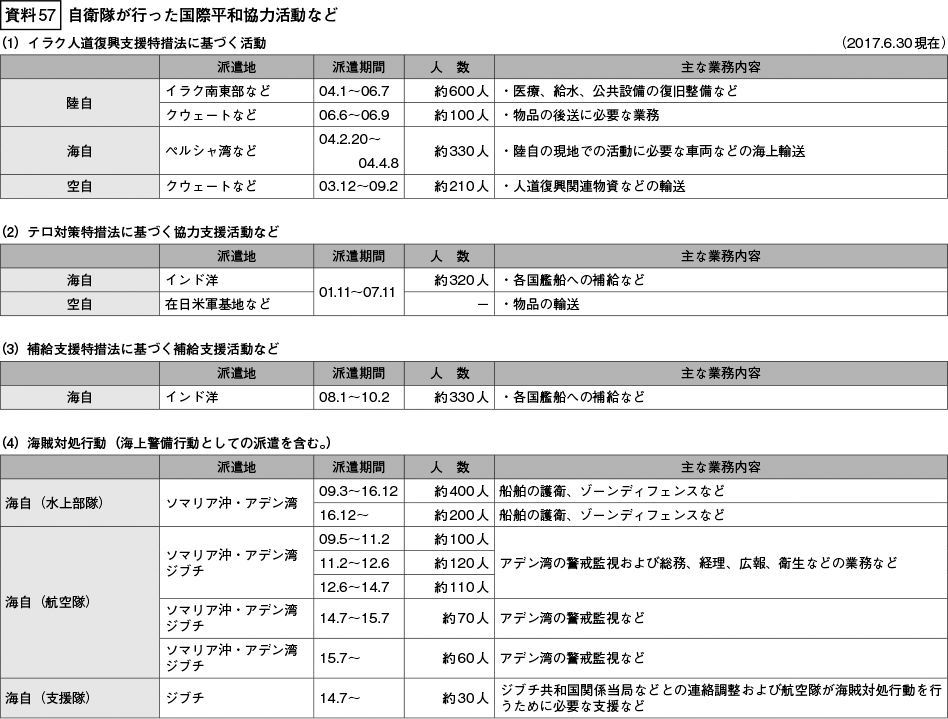 資料57 自衛隊が行った国際平和協力活動など
(1) イラク人道復興支援特措法に基づく活動 (2017.6.30現在)
派遣地 派遣期間 人 数 主な業務内容
陸自 イラク南東部など 04.1~06.7 約600人 ・医療、給水、公共設備の復旧整備など
クウェートなど 06.6~06.9 約100人 ・物品の後送に必要な業務
海自 ペルシャ湾など 04.2.20~ 約330人 ・陸自の現地での活動に必要な車両などの海上輸送
04.4.8
空自 クウェートなど 03.12~09.2 約210人 ・人道復興関連物資などの輸送
(2) テロ対策特措法に基づく協力支援活動など
派遣地 派遣期間 人 数 主な業務内容
海自 インド洋 01.11~07.11 約320人 ・各国艦船への補給など
空自 在日米軍基地など ― ・物品の輸送
(3) 補給支援特措法に基づく補給支援活動など
派遣地 派遣期間 人 数 主な業務内容
海自 インド洋 08.1~10.2 約330人 ・各国艦船への補給など
(4) 海賊対処行動(海上警備行動としての派遣を含む。)
派遣地 派遣期間 人 数 主な業務内容
海自(水上部隊) ソマリア沖・アデン湾 09.3~16.12 約400人 船舶の護衛、ゾーンディフェンスなど
16.12~ 約200人 船舶の護衛、ゾーンディフェンスなど
海自(航空隊) ソマリア沖・アデン湾 09.5~11.2 約100人 アデン湾の警戒監視および総務、経理、広報、衛生などの業務など
ジブチ 11.2~12.6 約120人
12.6~14.7 約110人
ソマリア沖・アデン湾 14.7~15.7 約70人 アデン湾の警戒監視など
ジブチ
ソマリア沖・アデン湾 15.7~ 約60人 アデン湾の警戒監視など
ジブチ
海自(支援隊) ジブチ 14.7~ 約30人 ジブチ共和国関係当局などとの連絡調整および航空隊が海賊対処行動を行
うために必要な支援など